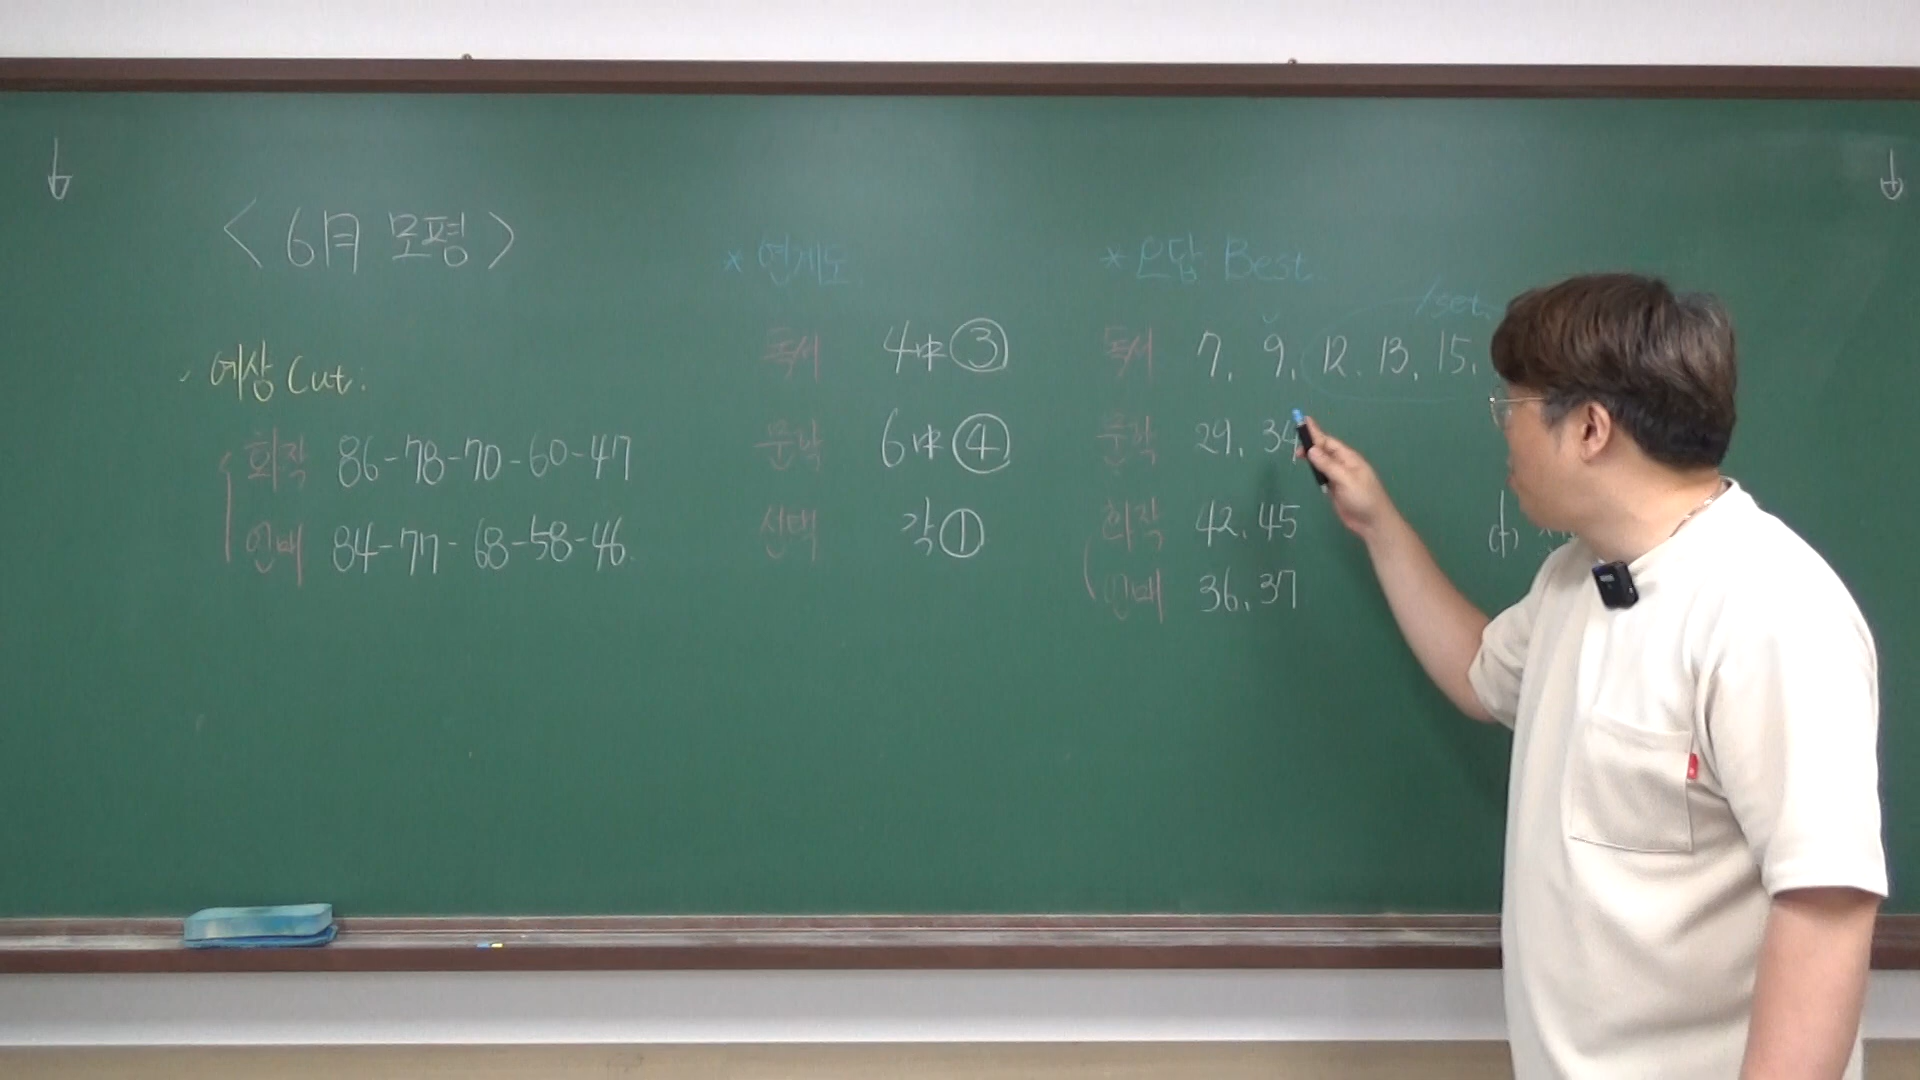 < 6月 모평 >
예상 Cut.
화작 86-78-70-60-47
언매 84-77-68-58-46.
* 연계도
독서 4中 ③
문학 6中 ④
선택 각 ①
* 오답 Best.
1set.
독서 7, 9, 12, 13, 15,
문학 29, 34
화작 42, 45
언매 36, 37